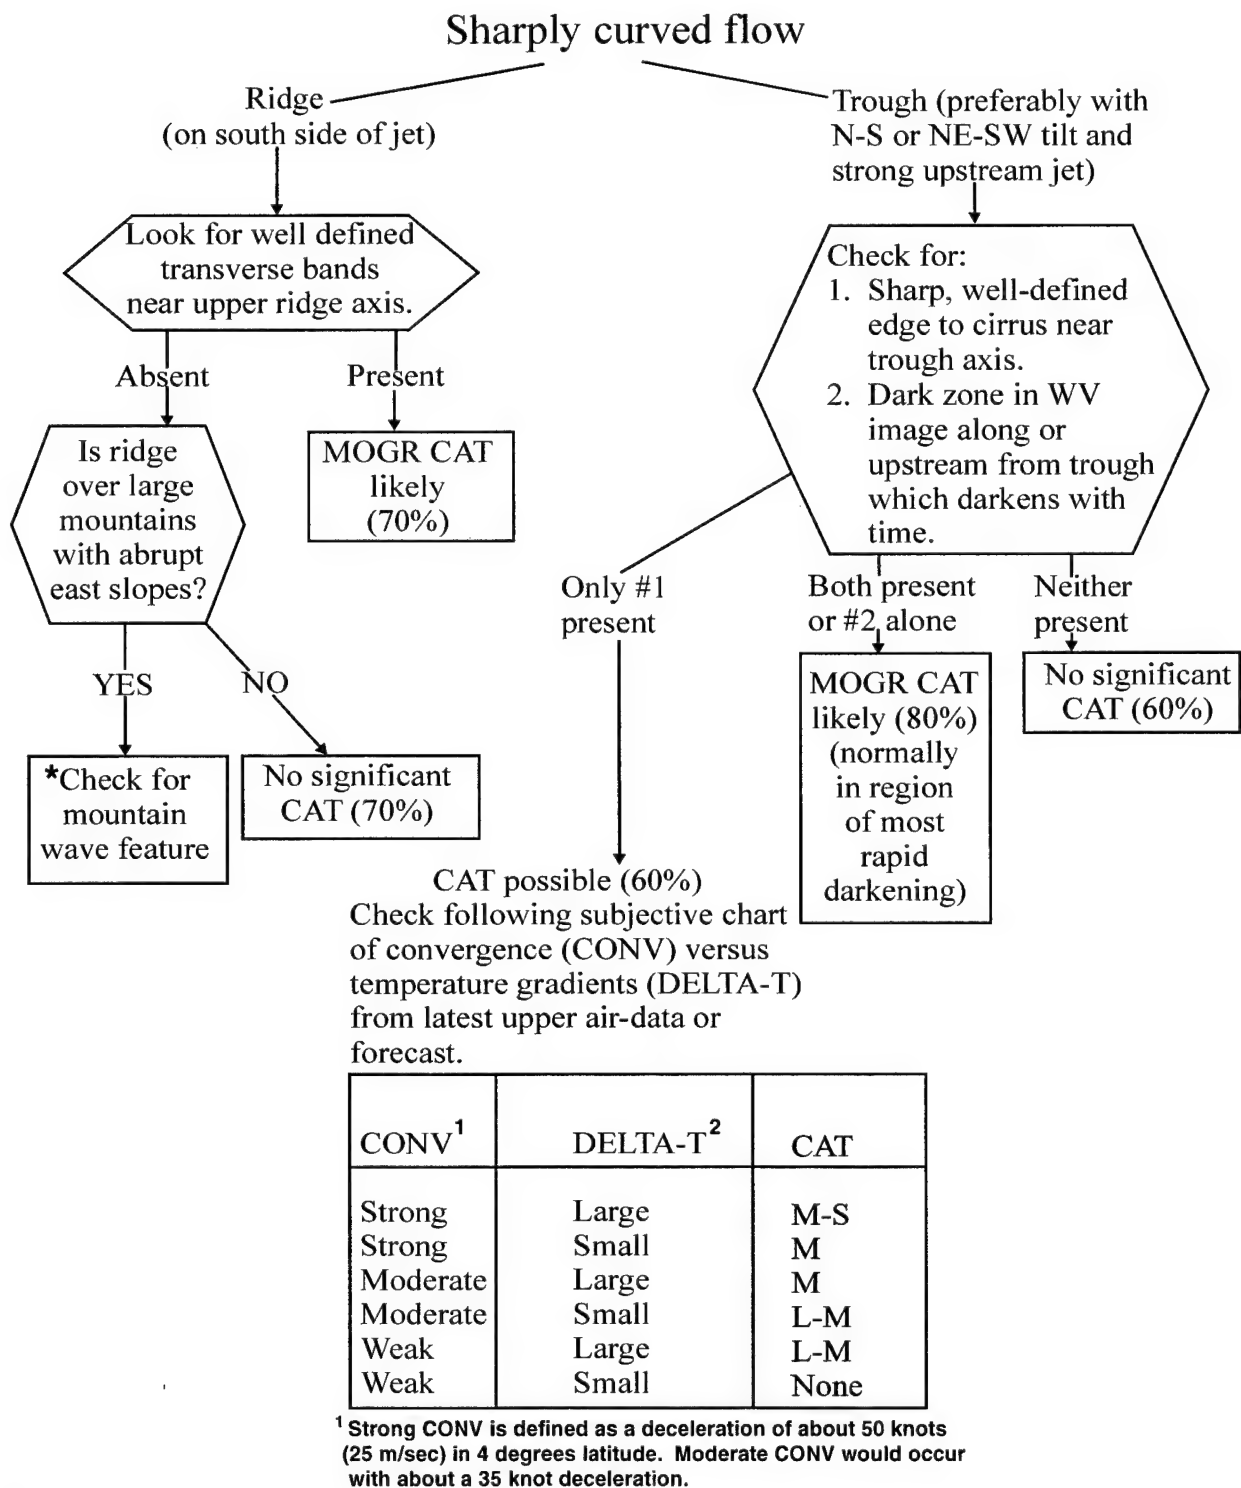 Sharply curved flow
Ridge
(on south side of jet)
Look for well defined
transverse bands
near upper ridge axis.
Absent
Present
Is ridge
over large
mountains
with abrupt
east slopes?
MOGR CAT
likely
(70%)
YES
NO
*Check for
mountain
wave feature
No significant
CAT (70%)
Trough (preferably with
N-S or NE-SW tilt and
strong upstream jet)
Check for:
1. Sharp, well-defined
edge to cirrus near
trough axis.
2. Dark zone in WV
image along or
upstream from trough
which darkens with
time.
Only #1
present
Both present
or #2 alone
Neither
present
MOGR CAT
likely (80%)
(normally
in region
of most
rapid
darkening)
No significant
CAT (60%)
CAT possible (60%)
Check following subjective chart
of convergence (CONV) versus
temperature gradients (DELTA-T)
from latest upper air-data or
forecast.
CONV¹ DELTA-T² CAT
Strong Large M-S
Strong Small M
Moderate Large M
Moderate Small L-M
Weak Large L-M
Weak Small None
¹ Strong CONV is defined as a deceleration of about 50 knots
(25 m/sec) in 4 degrees latitude. Moderate CONV would occur
with about a 35 knot deceleration.